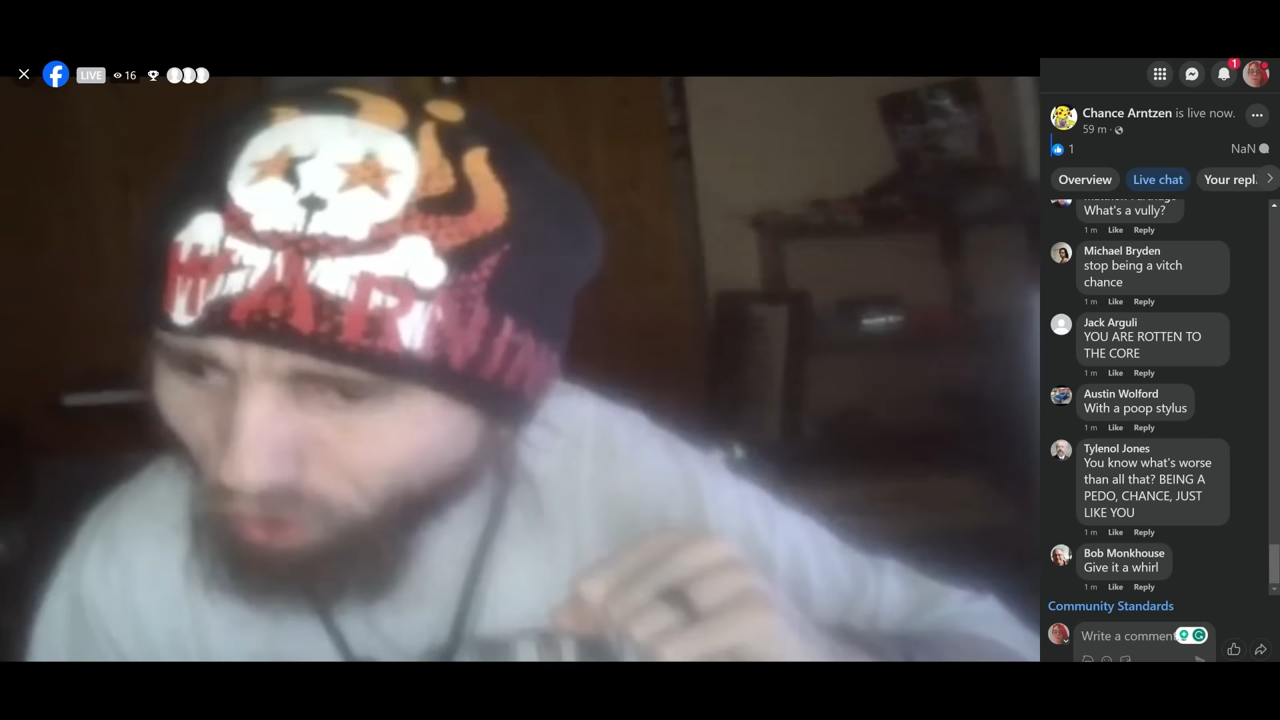 LIVE 16
WARNIN
1
Chance Arntzen is live now.
59 m
1
NaN
Overview
Live chat
Your repl.
What's a vully?
1 m Like Reply
Michael Bryden
stop being a vitch
chance
1 m Like Reply
Jack Arguli
YOU ARE ROTTEN TO
THE CORE
1 m Like Reply
Austin Wolford
With a poop stylus
1 m Like Reply
Tylenol Jones
You know what's worse
than all that? BEING A
PEDO, CHANCE, JUST
LIKE YOU
1 m Like Reply
Bob Monkhouse
Give it a whirl
1 m Like Reply
Community Standards
Write a comment